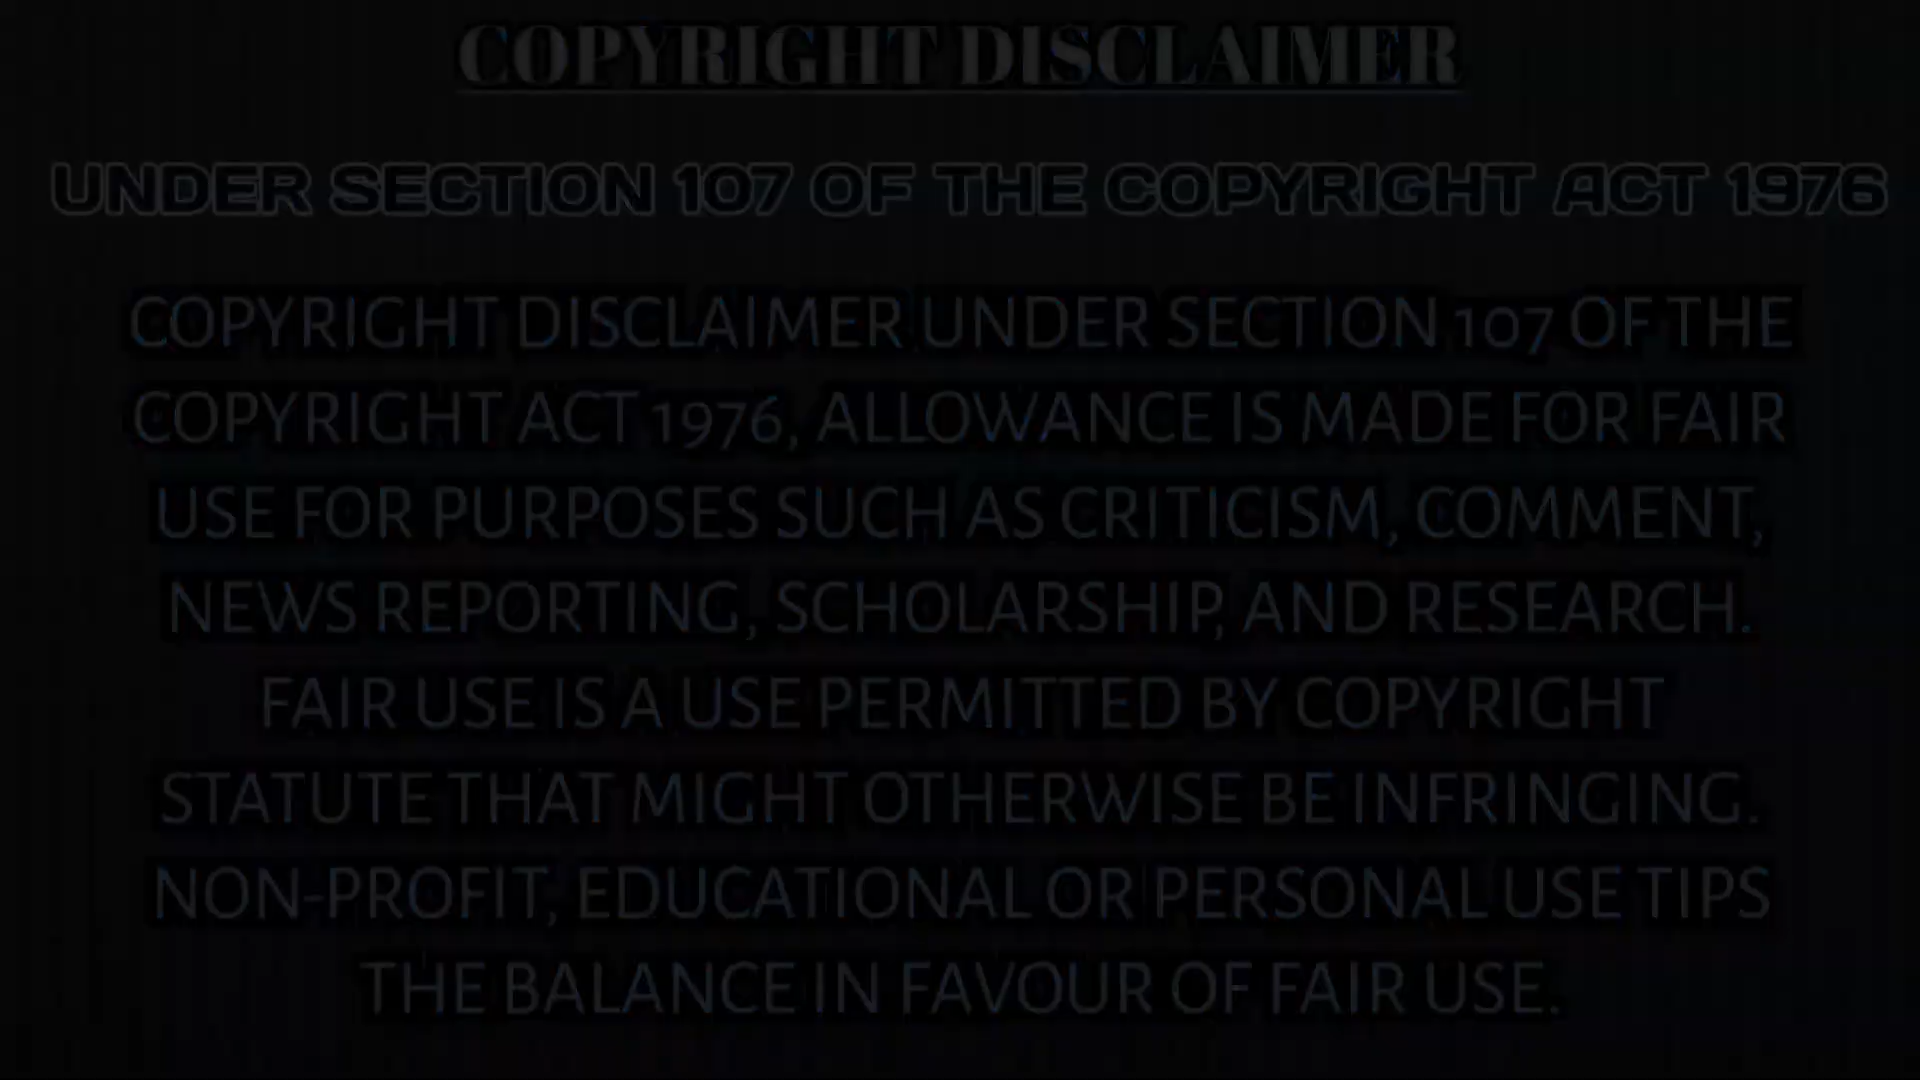 COPYRIGHT DISCLAIMER
UNDER SECTION 107 OF THE COPYRIGHT ACT 1976
COPYRIGHT DISCLAIMER UNDER SECTION 107 OF THE
COPYRIGHT ACT 1976, ALLOWANCE IS MADE FOR FAIR
USE FOR PURPOSES SUCH AS CRITICISM, COMMENT,
NEWS REPORTING, SCHOLARSHIP, AND RESEARCH.
FAIR USE IS A USE PERMITTED BY COPYRIGHT
STATUTE THAT MIGHT OTHERWISE BE INFRINGING.
NON-PROFIT, EDUCATIONAL OR PERSONAL USE TIPS
THE BALANCE IN FAVOUR OF FAIR USE.